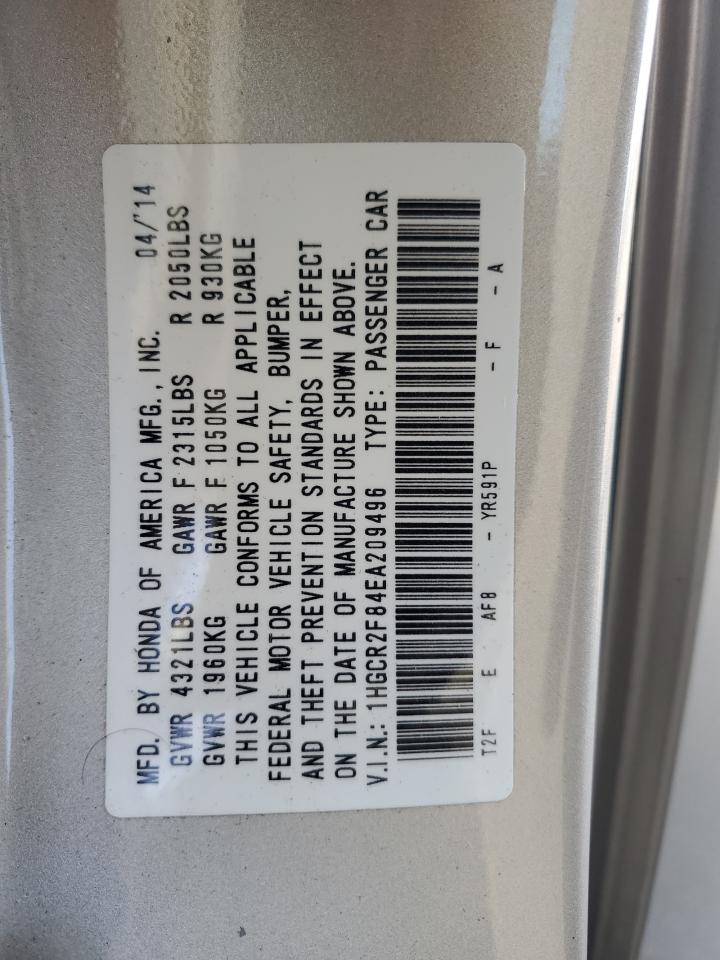 MFD. BY HONDA OF AMERICA MFG., INC. 04/'14
GVWR 4321LBS GAWR F 2315LBS R 2050LBS
GVWR 1960KG GAWR F 1050KG R 930KG
THIS VEHICLE CONFORMS TO ALL APPLICABLE
FEDERAL MOTOR VEHICLE SAFETY, BUMPER,
AND THEFT PREVENTION STANDARDS IN EFFECT
ON THE DATE OF MANUFACTURE SHOWN ABOVE.
V.I.N.: 1HGCR2F84EA209496 TYPE: PASSENGER CAR
T2F E AF8 - YR591P - F - A